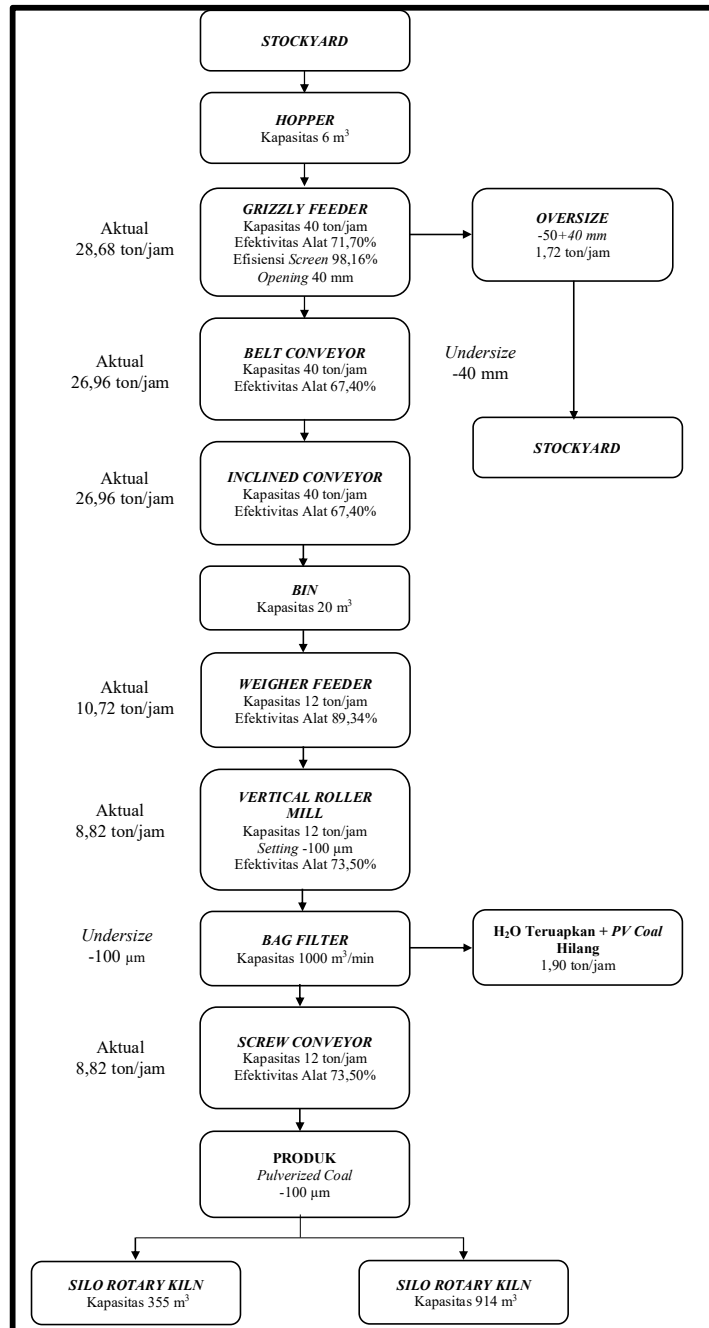 STOCKYARD
HOPPER
Kapasitas 6 m³
Aktual
28,68 ton/jam
GRIZZLY FEEDER
Kapasitas 40 ton/jam
Efektivitas Alat 71,70%
Efisiensi Screen 98,16%
Opening 40 mm
OVERSIZE
-50+40 mm
1,72 ton/jam
Aktual
26,96 ton/jam
BELT CONVEYOR
Kapasitas 40 ton/jam
Efektivitas Alat 67,40%
Undersize
-40 mm
STOCKYARD
Aktual
26,96 ton/jam
INCLINED CONVEYOR
Kapasitas 40 ton/jam
Efektivitas Alat 67,40%
BIN
Kapasitas 20 m³
Aktual
10,72 ton/jam
WEIGHER FEEDER
Kapasitas 12 ton/jam
Efektivitas Alat 89,34%
Aktual
8,82 ton/jam
VERTICAL ROLLER
MILL
Kapasitas 12 ton/jam
Setting -100 µm
Efektivitas Alat 73,50%
Undersize
-100 µm
BAG FILTER
Kapasitas 1000 m³/min
H₂O Teruapkan + PV Coal
Hilang
1,90 ton/jam
Aktual
8,82 ton/jam
SCREW CONVEYOR
Kapasitas 12 ton/jam
Efektivitas Alat 73,50%
PRODUK
Pulverized Coal
-100 µm
SILO ROTARY KILN
Kapasitas 355 m³
SILO ROTARY KILN
Kapasitas 914 m³